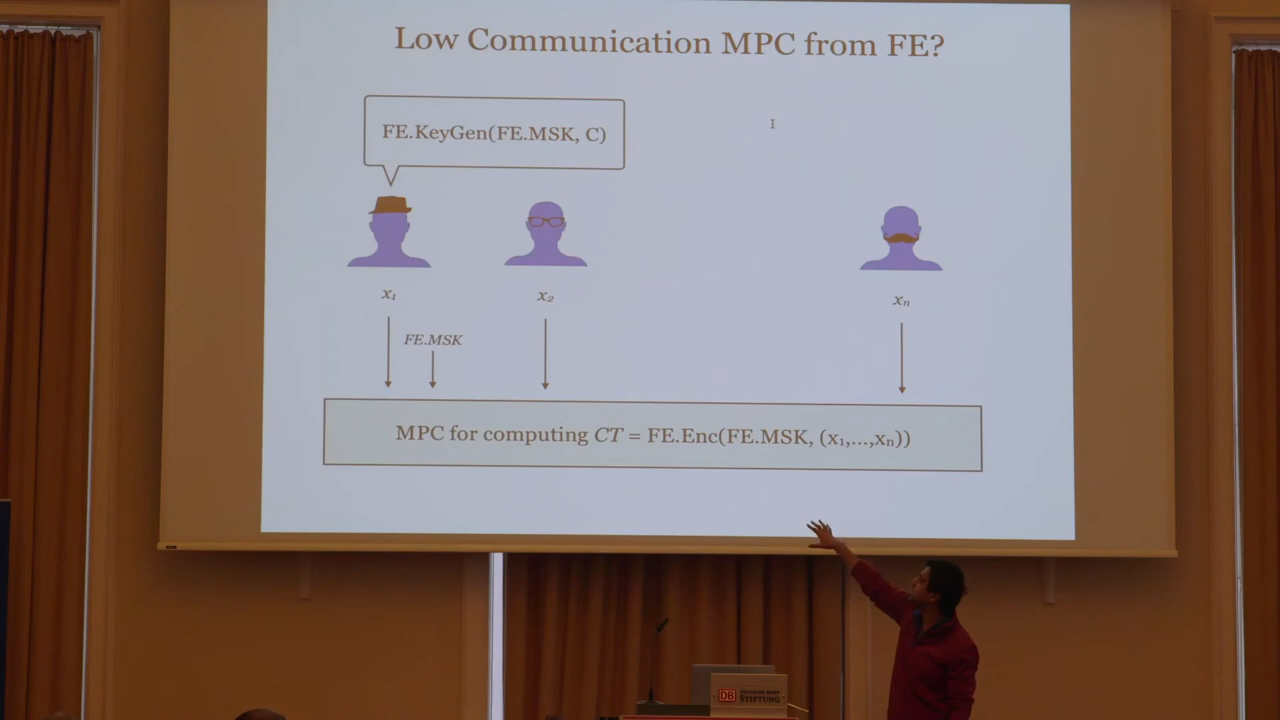 Low Communication MPC from FE?
FE.KeyGen(FE.MSK, C)
x₁
x₂
xₙ
FE.MSK
MPC for computing CT = FE.Enc(FE.MSK, (x₁,...,xₙ))
DB
STIFTUNG